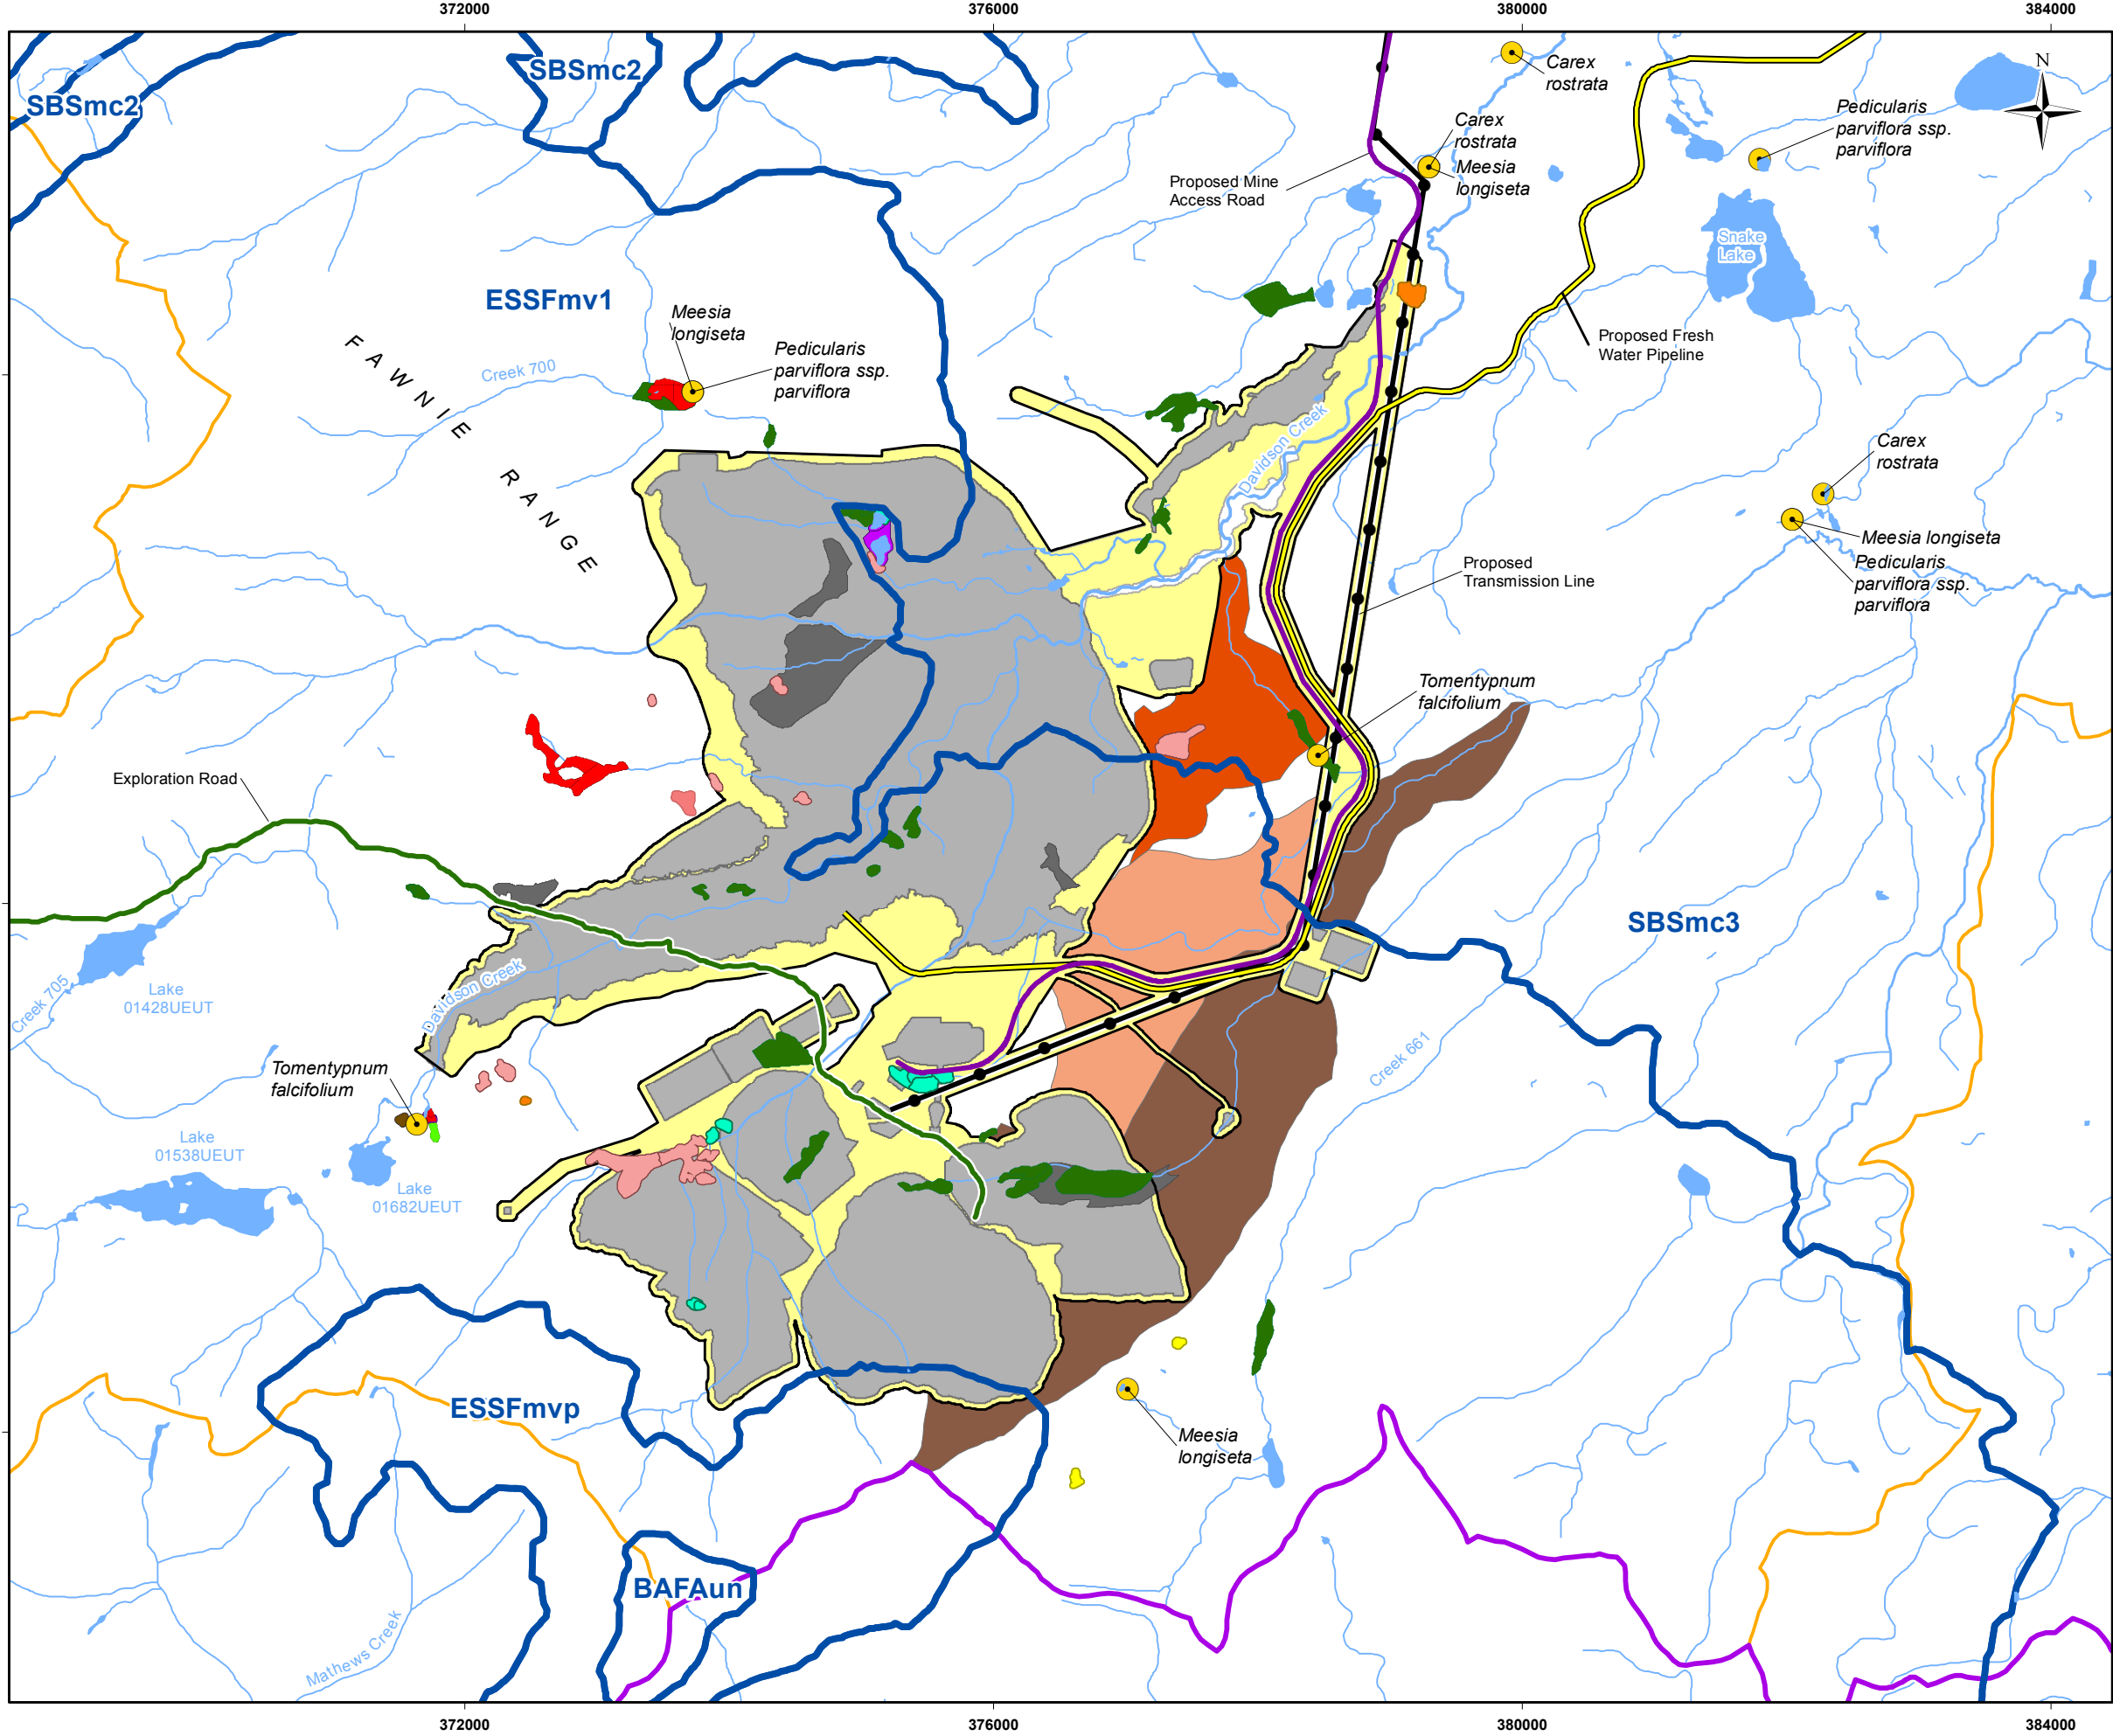 372000
376000
380000
384000
SBSmc2
SBSmc2
N
Carex
rostrata
Pedicularis
parviflora ssp.
parviflora
Carex
rostrata
Meesia
longiseta
Proposed Mine
Access Road
Snake
Lake
ESSFmv1
Meesia
longiseta
Pedicularis
parviflora ssp.
parviflora
Proposed Fresh
Water Pipeline
FAWNIE RANGE
Creek 700
Davidson Creek
Carex
rostrata
Meesia longiseta
Pedicularis
parviflora ssp.
parviflora
Proposed
Transmission Line
Tomentypnum
falcifolium
Exploration Road
SBSmc3
Davidson Creek
Creek 705
Lake
01428UEUT
Creek 661
Tomentypnum
falcifolium
Lake
01538UEUT
Lake
01682UEUT
ESSFmvp
Meesia
longiseta
BAFAun
Mathews Creek
372000
376000
380000
384000